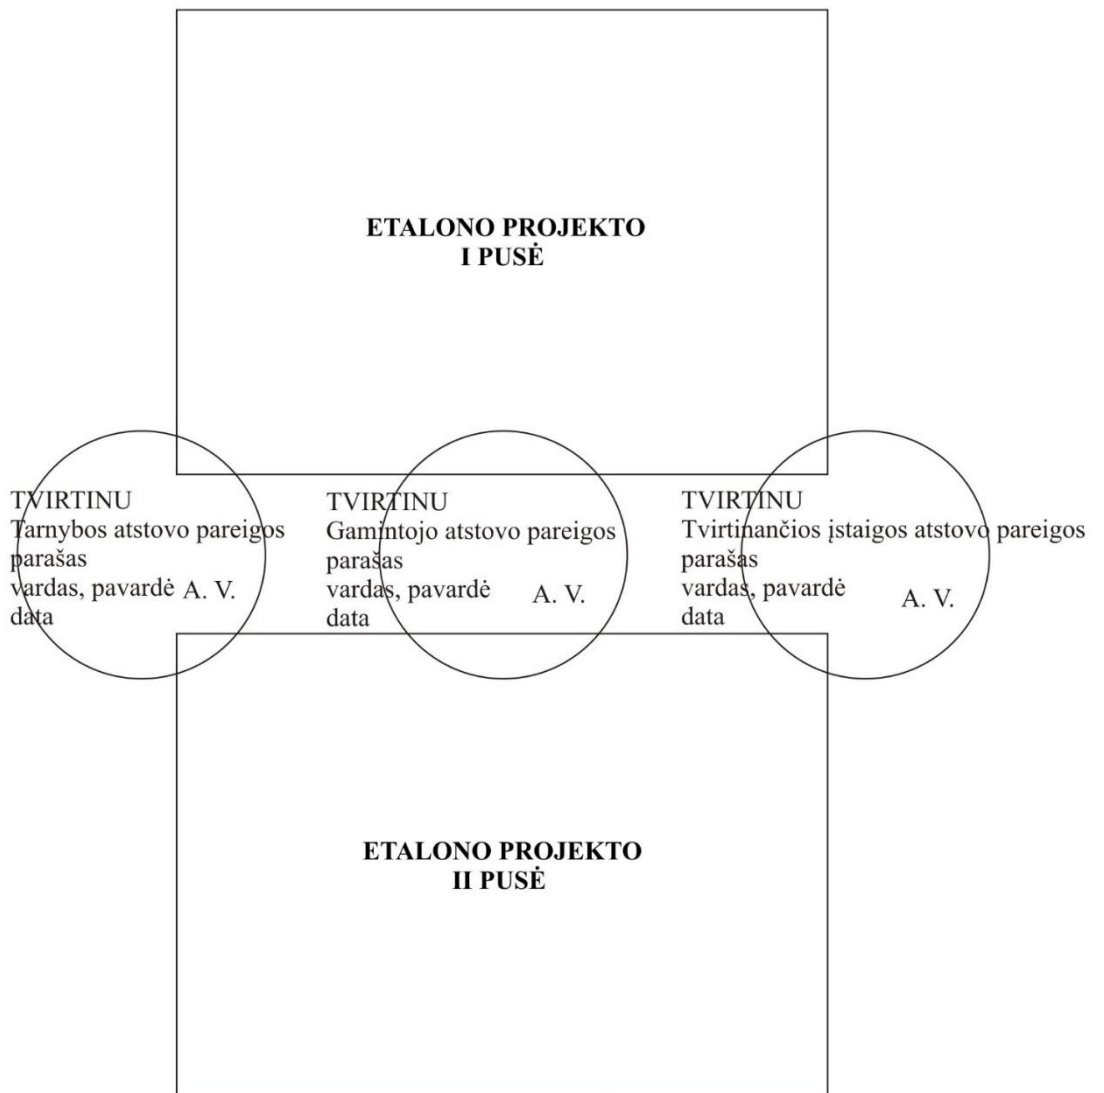 ETALONO PROJEKTO
I PUSĖ
TVIRTINU
Tarnybos atstovo pareigos
parašas
vardas, pavardė A. V.
data
TVIRTINU
Gamintojo atstovo pareigos
parašas
vardas, pavardė A. V.
data
TVIRTINU
Tvirtinančios įstaigos atstovo pareigos
parašas
vardas, pavardė A. V.
data
ETALONO PROJEKTO
II PUSĖ